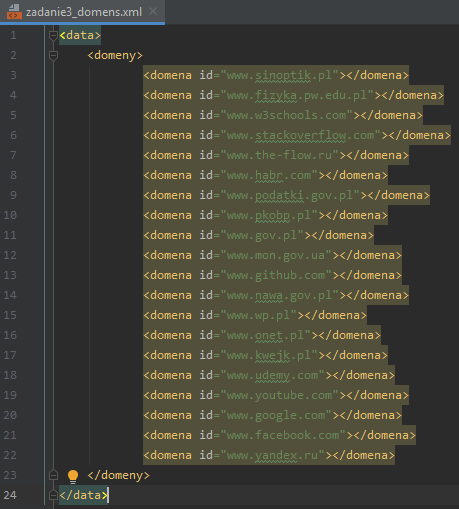 zadanie3_domens.xml
1 <data>
2 <domeny>
3 <domena id="www.sinoptik.pl"></domena>
4 <domena id="www.fizyka.pw.edu.pl"></domena>
5 <domena id="www.w3schools.com"></domena>
6 <domena id="www.stackoverflow.com"></domena>
7 <domena id="www.the-flow.ru"></domena>
8 <domena id="www.habr.com"></domena>
9 <domena id="www.podatki.gov.pl"></domena>
10 <domena id="www.pkobp.pl"></domena>
11 <domena id="www.gov.pl"></domena>
12 <domena id="www.mon.gov.ua"></domena>
13 <domena id="www.github.com"></domena>
14 <domena id="www.nawa.gov.pl"></domena>
15 <domena id="www.wp.pl"></domena>
16 <domena id="www.onet.pl"></domena>
17 <domena id="www.kwejk.pl"></domena>
18 <domena id="www.udemy.com"></domena>
19 <domena id="www.youtube.com"></domena>
20 <domena id="www.google.com"></domena>
21 <domena id="www.facebook.com"></domena>
22 <domena id="www.yandex.ru"></domena>
23 </domeny>
24 </data>